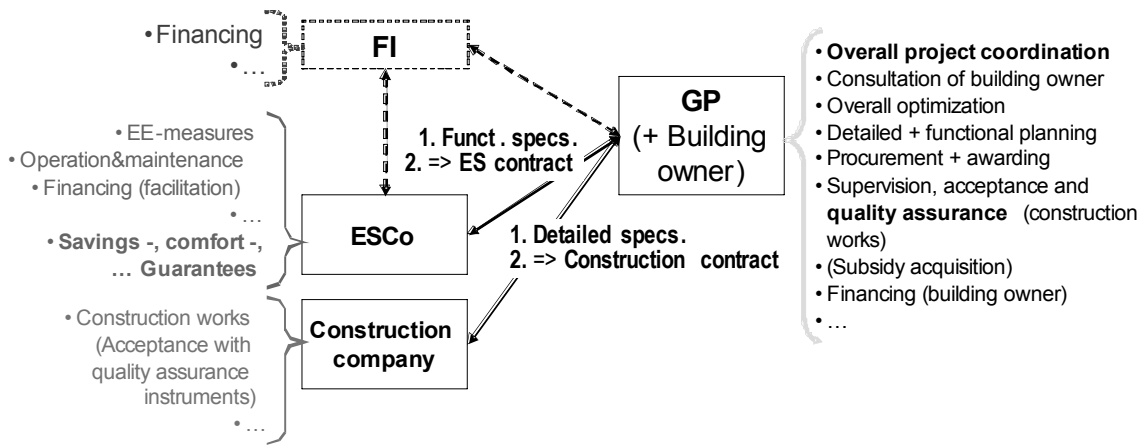 • Financing
• ...
FI
• EE-measures
• Operation&maintenance
• Financing (facilitation)
• ...
• Savings -, comfort -,
... Guarantees
ESCo
• Construction works
(Acceptance with
quality assurance
instruments)
• ...
Construction
company
1. Funct. specs.
2. => ES contract
1. Detailed specs.
2. => Construction contract
GP
(+ Building
owner)
• Overall project coordination
• Consultation of building owner
• Overall optimization
• Detailed + functional planning
• Procurement + awarding
• Supervision, acceptance and
quality assurance (construction
works)
• (Subsidy acquisition)
• Financing (building owner)
• ...